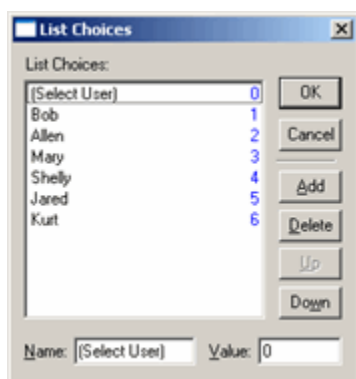 List Choices
List Choices:
(Select User) 0
Bob 1
Allen 2
Mary 3
Shelly 4
Jared 5
Kurt 6
OK
Cancel
Add
Delete
Up
Down
Name: (Select User) Value: 0